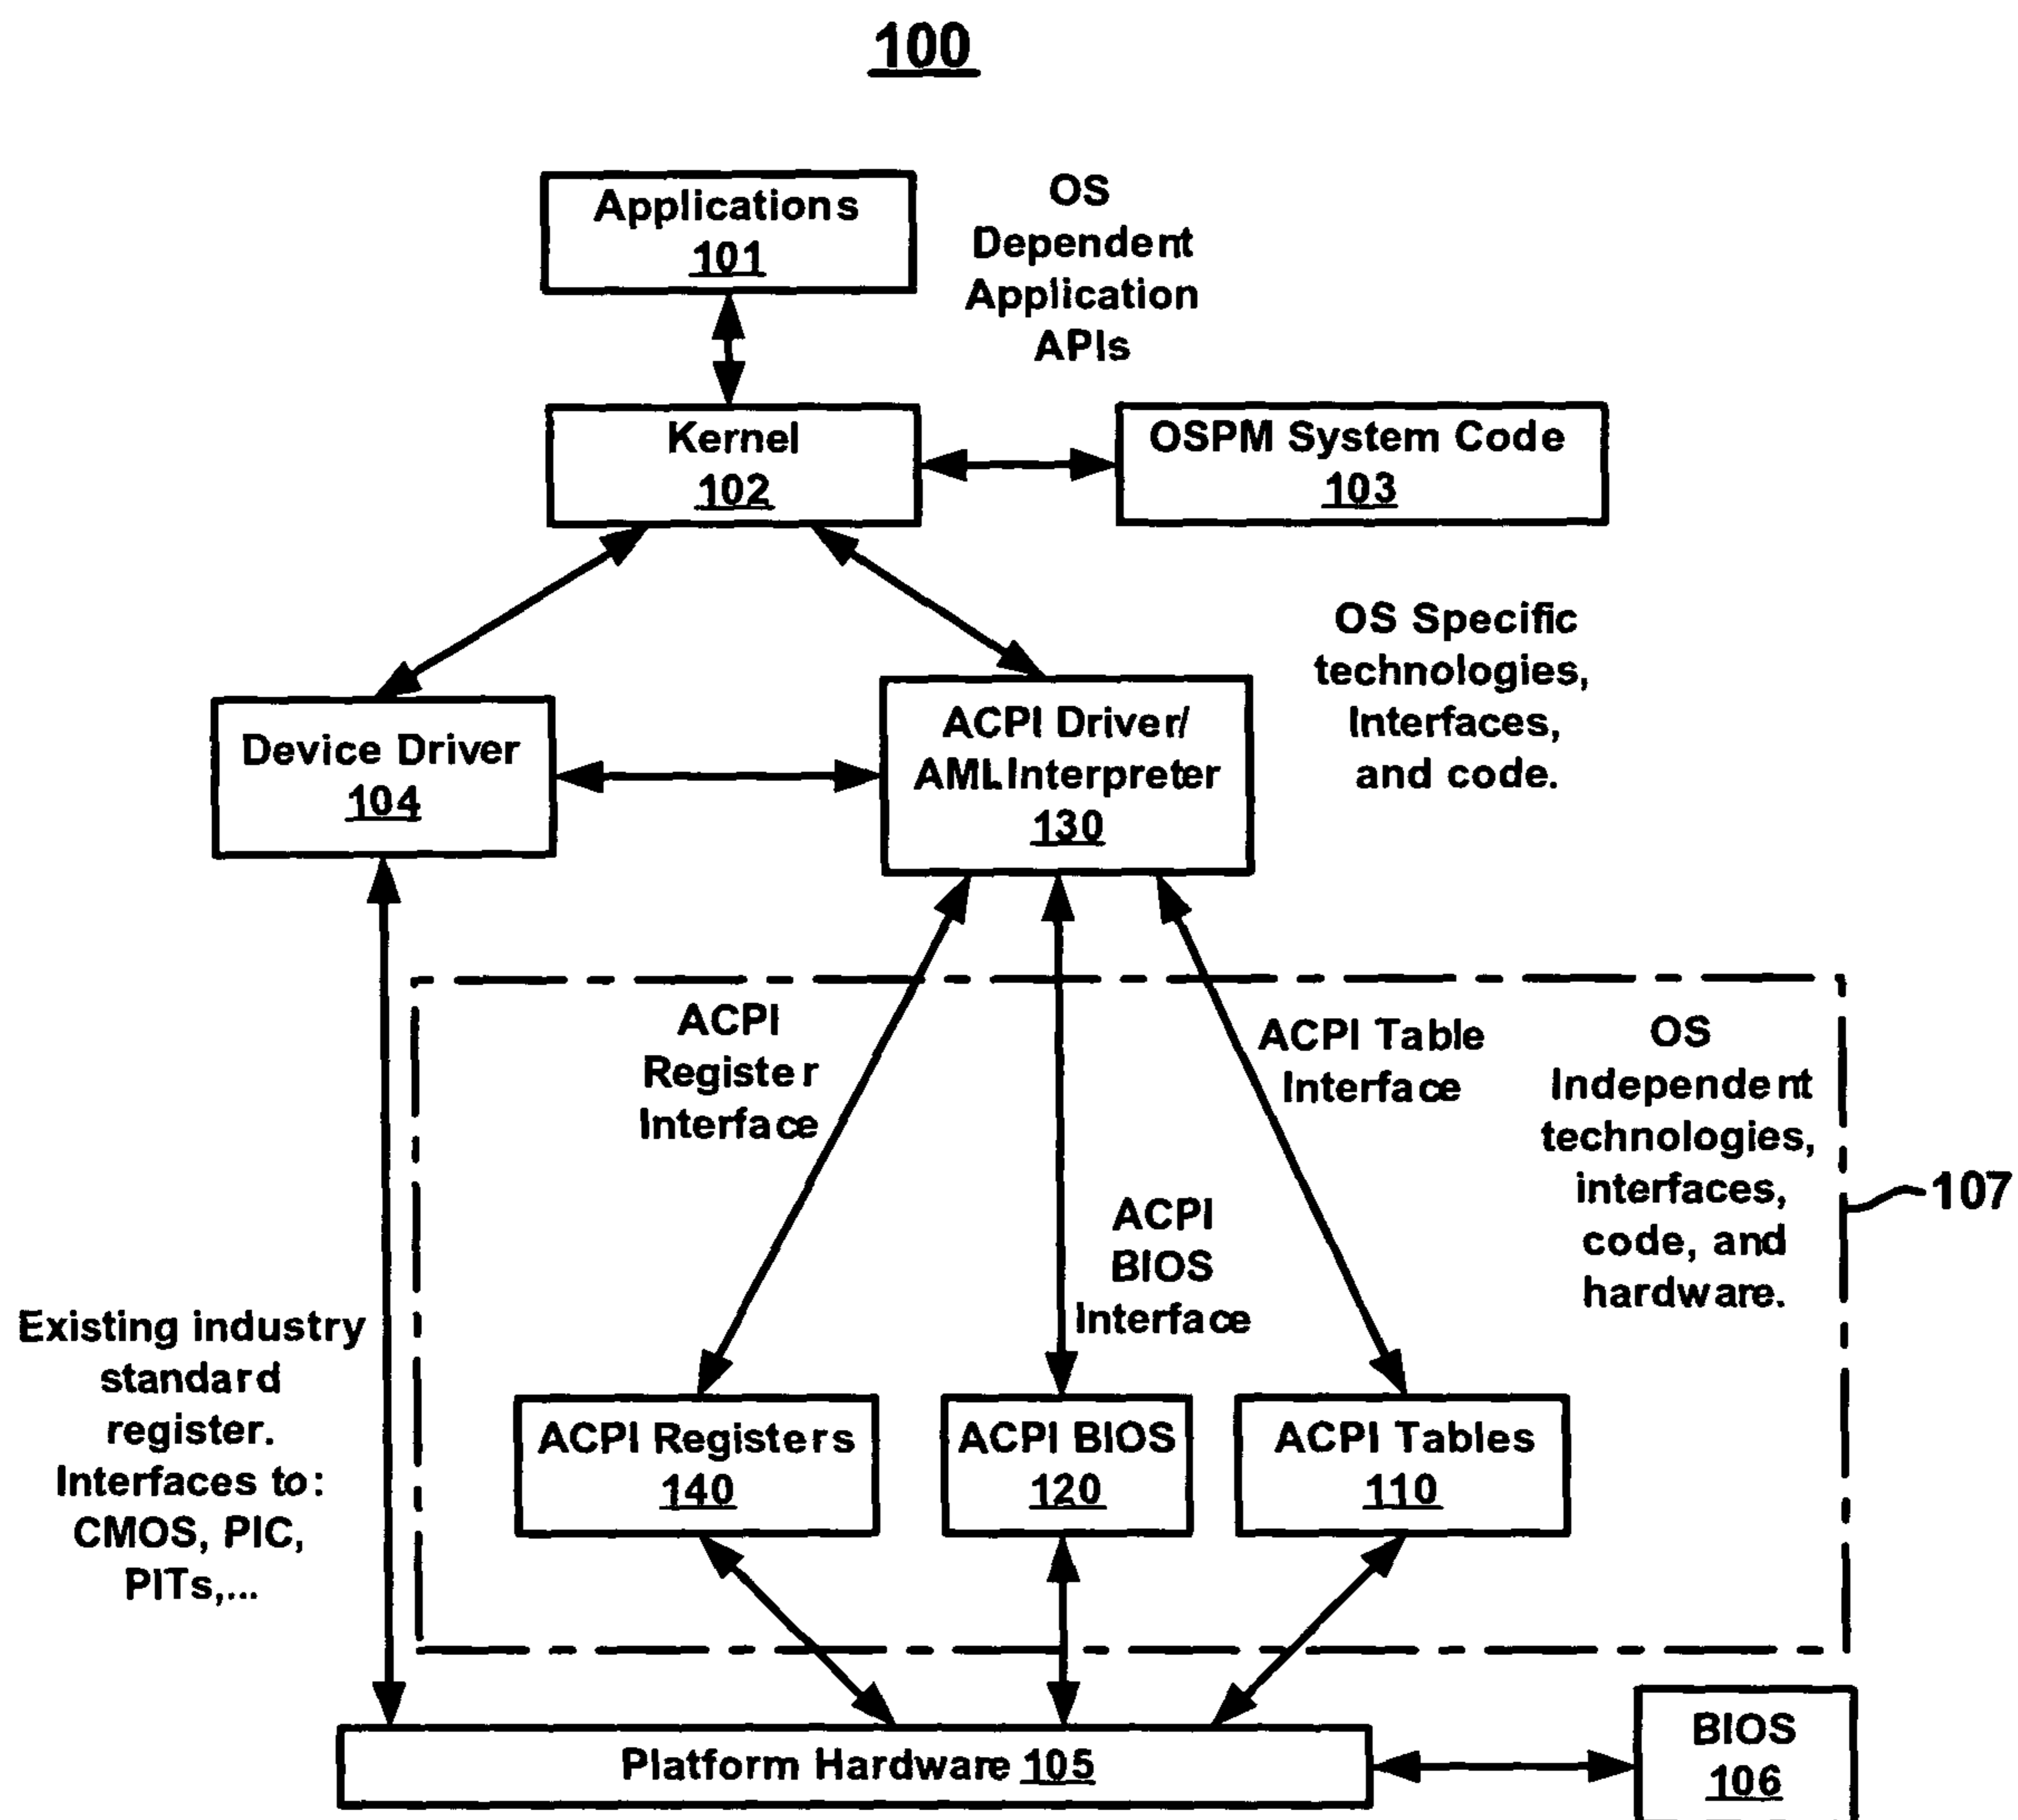 100
Applications
101
OS
Dependent
Application
APIs
Kernel
102
OSPM System Code
103
OS Specific
technologies,
Interfaces,
and code.
Device Driver
104
ACPI Driver/
AML Interpreter
130
ACPI
Register
Interface
ACPI Table
Interface
OS
Independent
technologies,
interfaces,
code, and
hardware.
107
ACPI
BIOS
Interface
Existing industry
standard
register.
Interfaces to:
CMOS, PIC,
PITs,...
ACPI Registers
140
ACPI BIOS
120
ACPI Tables
110
Platform Hardware 105
BIOS
106